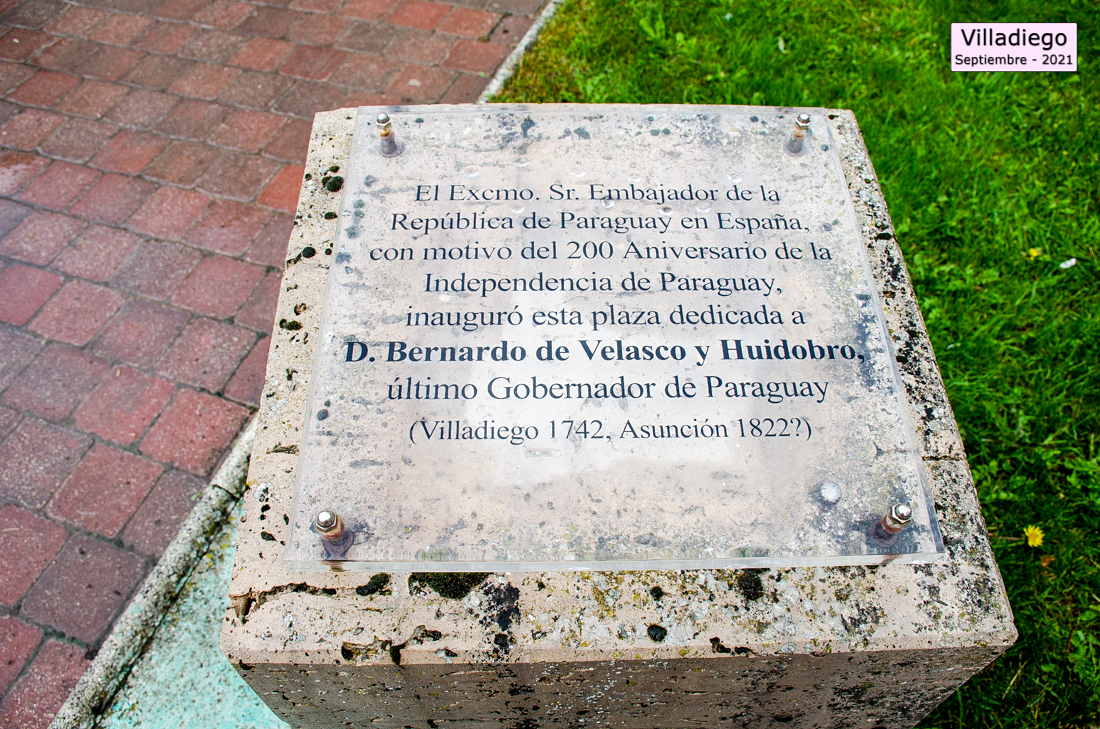 Villadiego
Septiembre - 2021
El Excmo. Sr. Embajador de la
República de Paraguay en España,
con motivo del 200 Aniversario de la
Independencia de Paraguay,
inauguró esta plaza dedicada a
D. Bernardo de Velasco y Huidobro,
último Gobernador de Paraguay
(Villadiego 1742, Asunción 1822?)